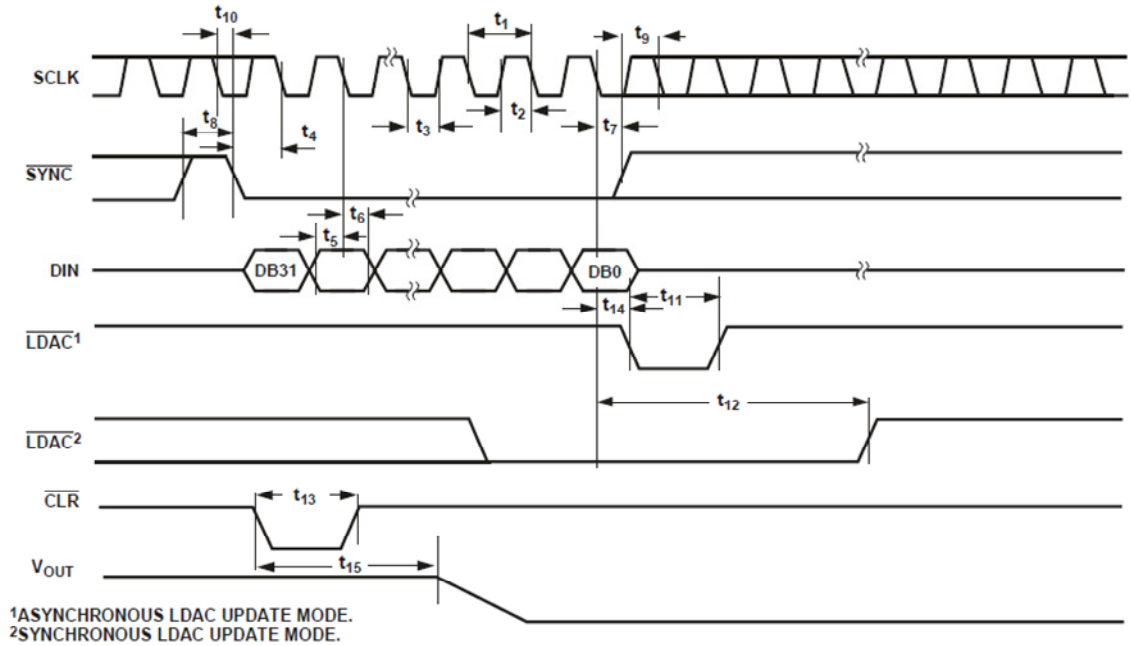 t10 t1 t9
SCLK
t8 t4 t3 t2 t7
SYNC
t5 t6
DIN DB31 DB0
t14 t11
LDAC1
t12
LDAC2
CLR t13
t15
VOUT
1ASYNCHRONOUS LDAC UPDATE MODE.
2SYNCHRONOUS LDAC UPDATE MODE.